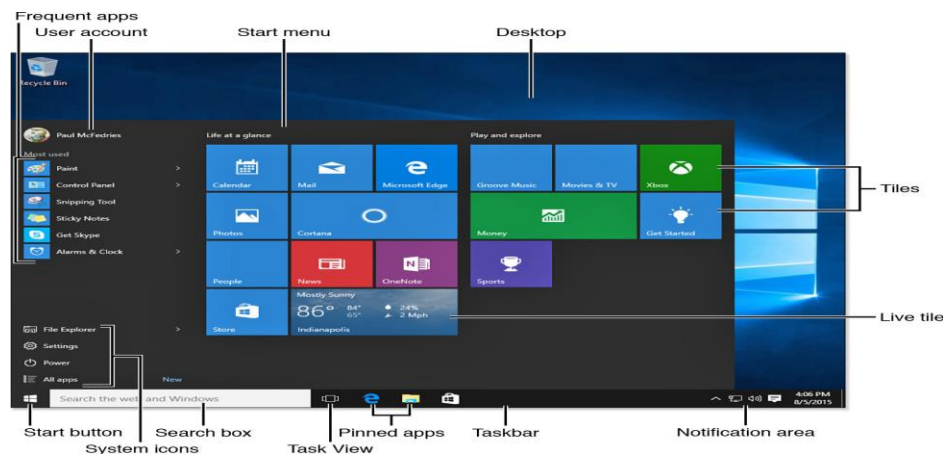 Frequent apps
User account
Start menu
Desktop
Recycle Bin
Paul McFedries
Life at a glance
Play and explore
Most used
Paint
Control Panel
Snipping Tool
Sticky Notes
Get Skype
Alarms & Clock
Calendar
Mail
Microsoft Edge
Groove Music
Movies & TV
Xbox
Tiles
Photos
Cortana
Money
Get Started
People
News
OneNote
Sports
Mostly Sunny
86° 84° 24%
65° 2 Mph
Store
Indianapolis
Live tile
File Explorer
Settings
Power
All apps
New
Search the web and Windows
4:06 PM
8/5/2015
Start button
Search box
Pinned apps
Taskbar
Notification area
System icons
Task View